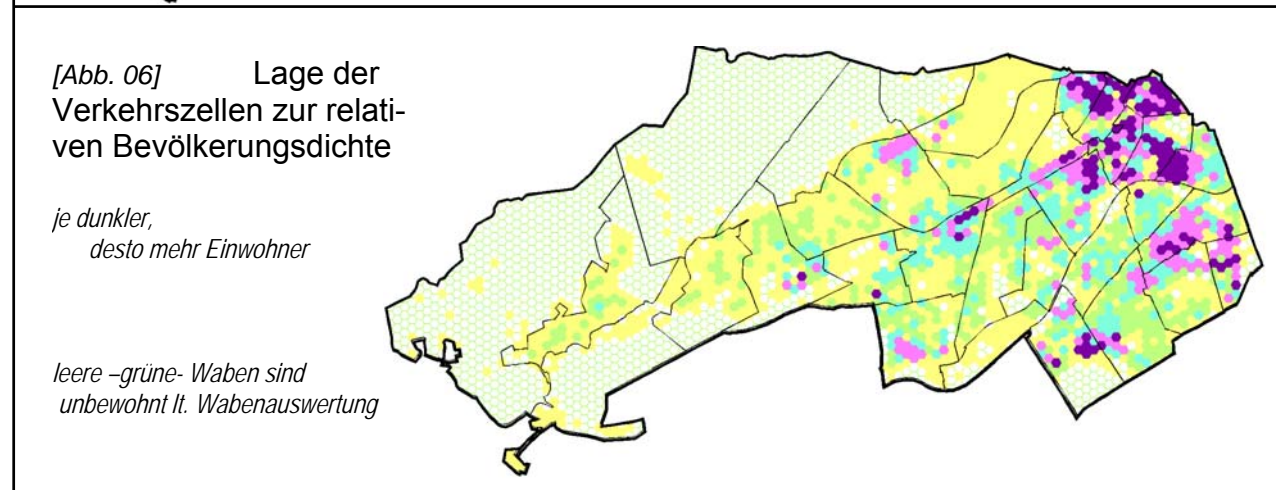 [Abb. 06] Lage der
Verkehrszellen zur relati-
ven Bevölkerungsdichte
je dunkler,
desto mehr Einwohner
leere –grüne- Waben sind
unbewohnt lt. Wabenauswertung